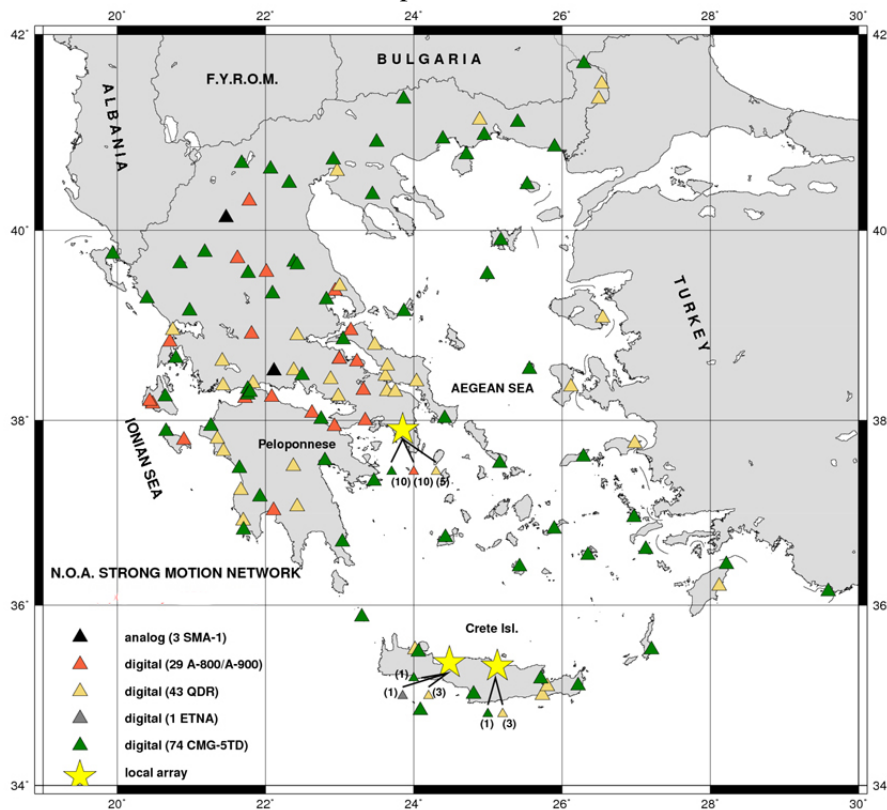 20° 22° 24° 26° 28° 30°
42° 42°
BULGARIA
F.Y.R.O.M.
ALBANIA
40° 40°
TURKEY
AEGEAN SEA
38° 38°
IONIAN SEA
Peloponnese
(10) (10) (5)
N.O.A. STRONG MOTION NETWORK
36° 36°
Crete Isl.
analog (3 SMA-1)
digital (29 A-800/A-900)
digital (43 QDR)
digital (1 ETNA)
digital (74 CMG-5TD)
local array
(1)
(1) (3)
(1) (3)
34° 34°
20° 22° 24° 26° 28° 30°